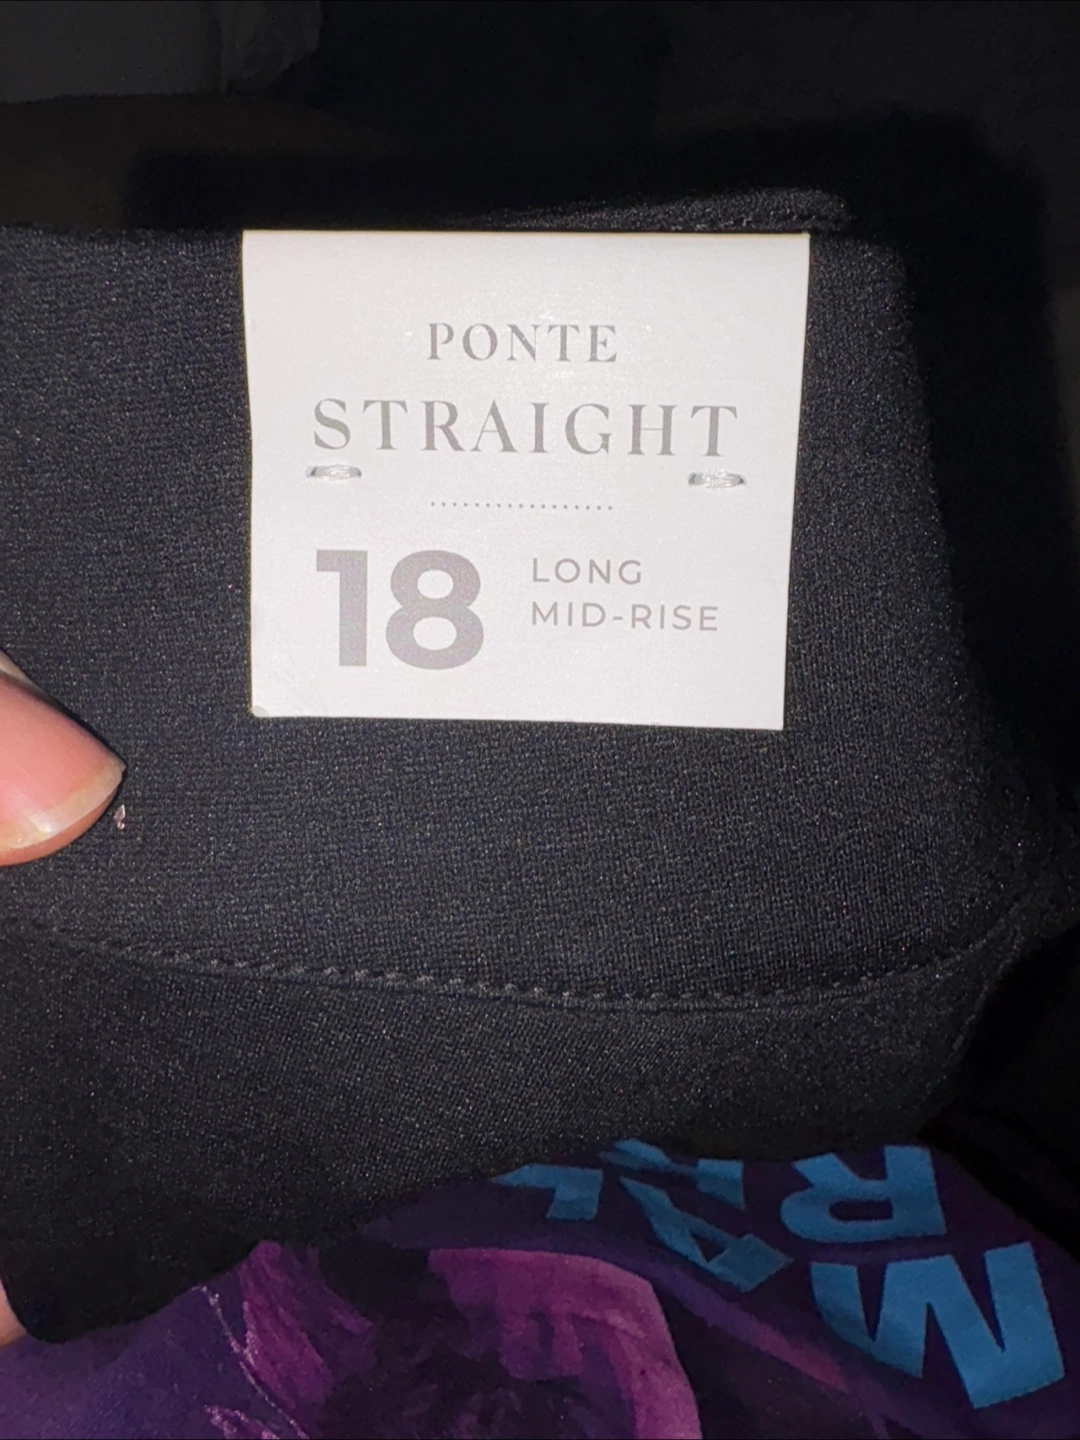 PONTE
STRAIGHT
18
LONG
MID-RISE